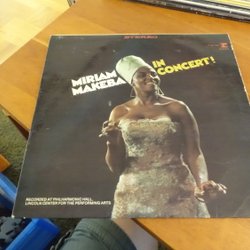 STEREO
MIRIAM MAKEBA
IN CONCERT!
RECORDED AT PHILHARMONIC HALL,
LINCOLN CENTER FOR THE PERFORMING ARTS